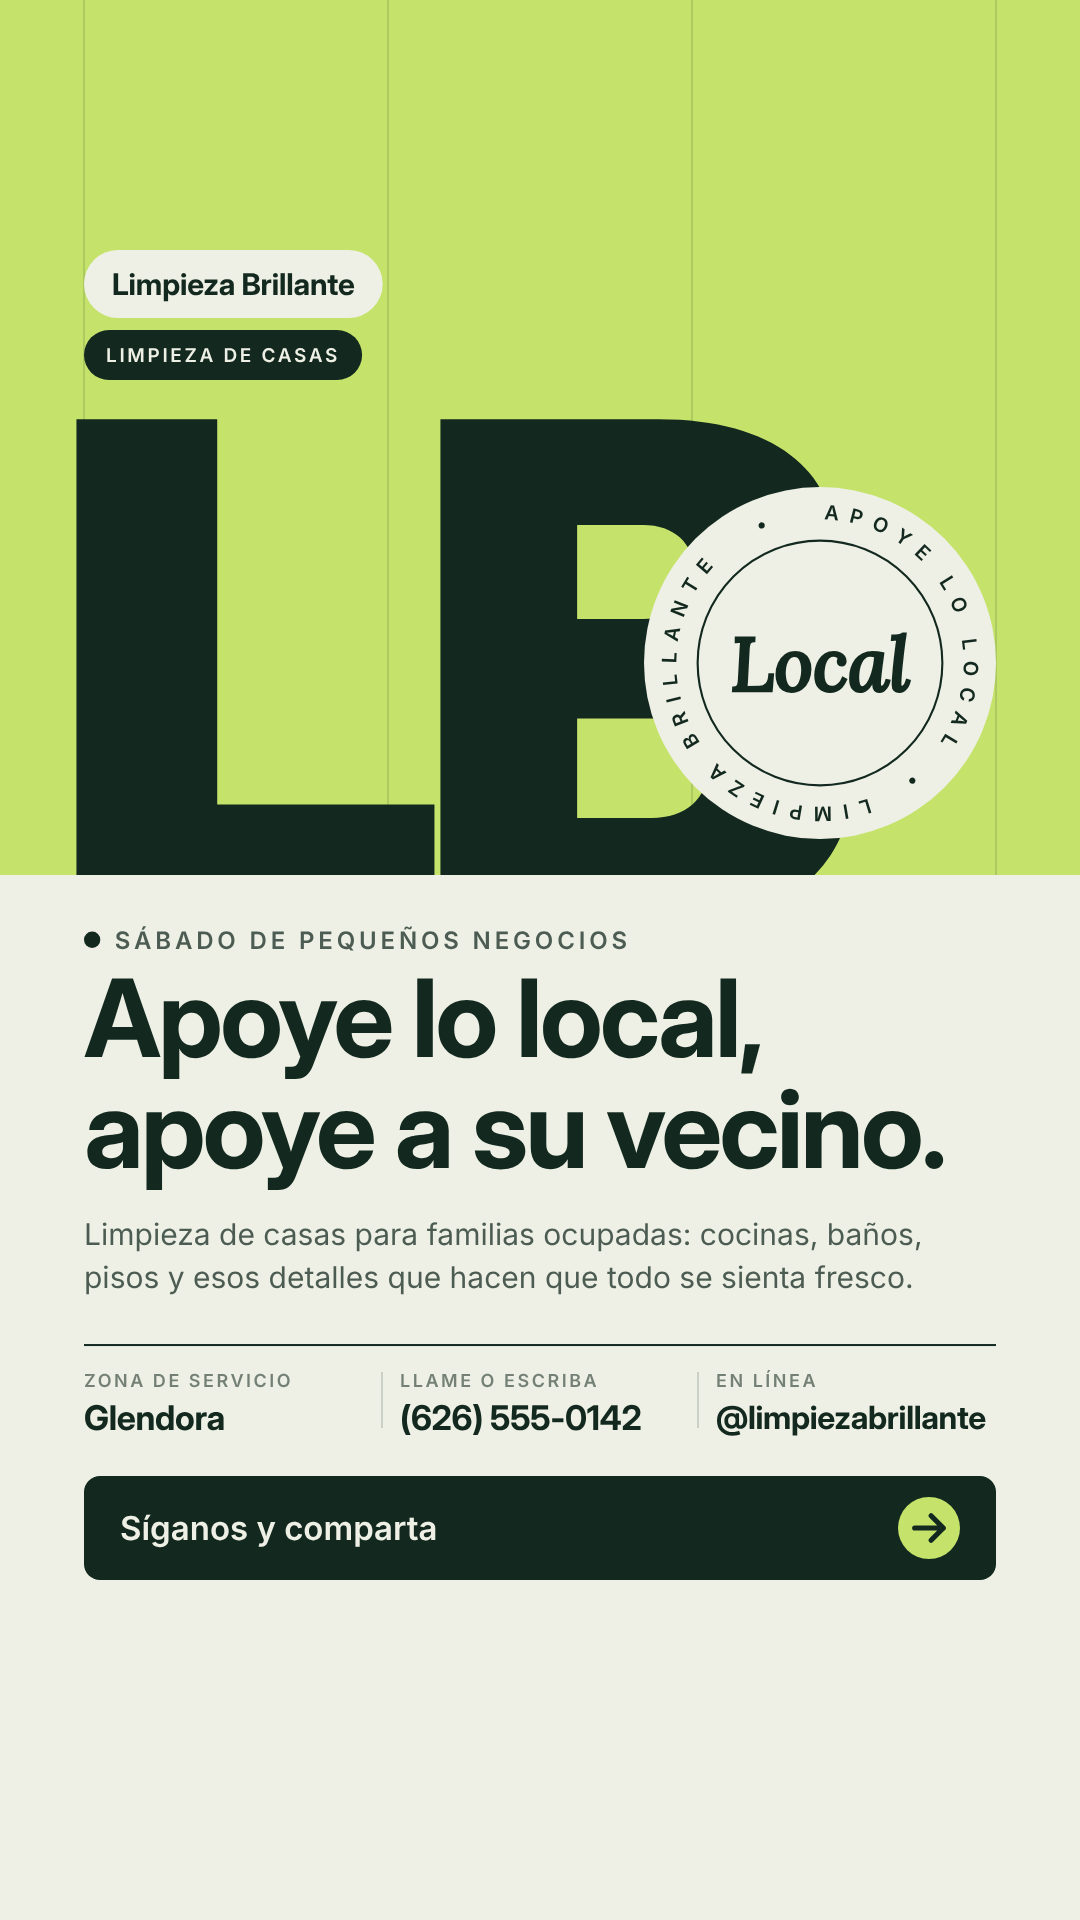 Limpieza Brillante
LIMPIEZA DE CASAS
LB
APOYE LO LOCAL • LIMPIEZA BRILLANTE •
Local
SÁBADO DE PEQUEÑOS NEGOCIOS
Apoye lo local,
apoye a su vecino.
Limpieza de casas para familias ocupadas: cocinas, baños,
pisos y esos detalles que hacen que todo se sienta fresco.
ZONA DE SERVICIO
Glendora
LLAME O ESCRIBA
(626) 555-0142
EN LÍNEA
@limpiezabrillante
Síganos y comparta